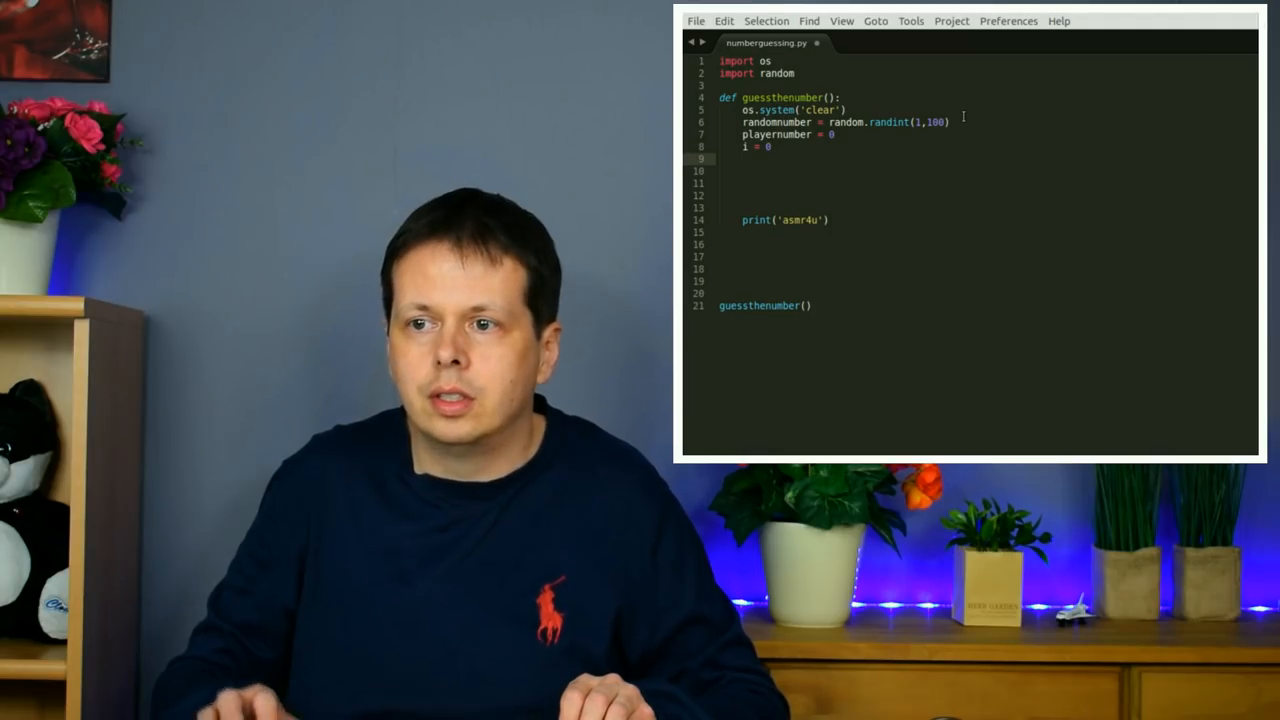 File Edit Selection Find View Goto Tools Project Preferences Help
numberguessing.py
1 import os
2 import random
3
4 def guessthenumber():
5 os.system('clear')
6 randomnumber = random.randint(1,100)
7 playernumber = 0
8 i = 0
9
10
11
12
13
14 print('asmr4u')
15
16
17
18
19
20
21 guessthenumber()
HERB GARDEN